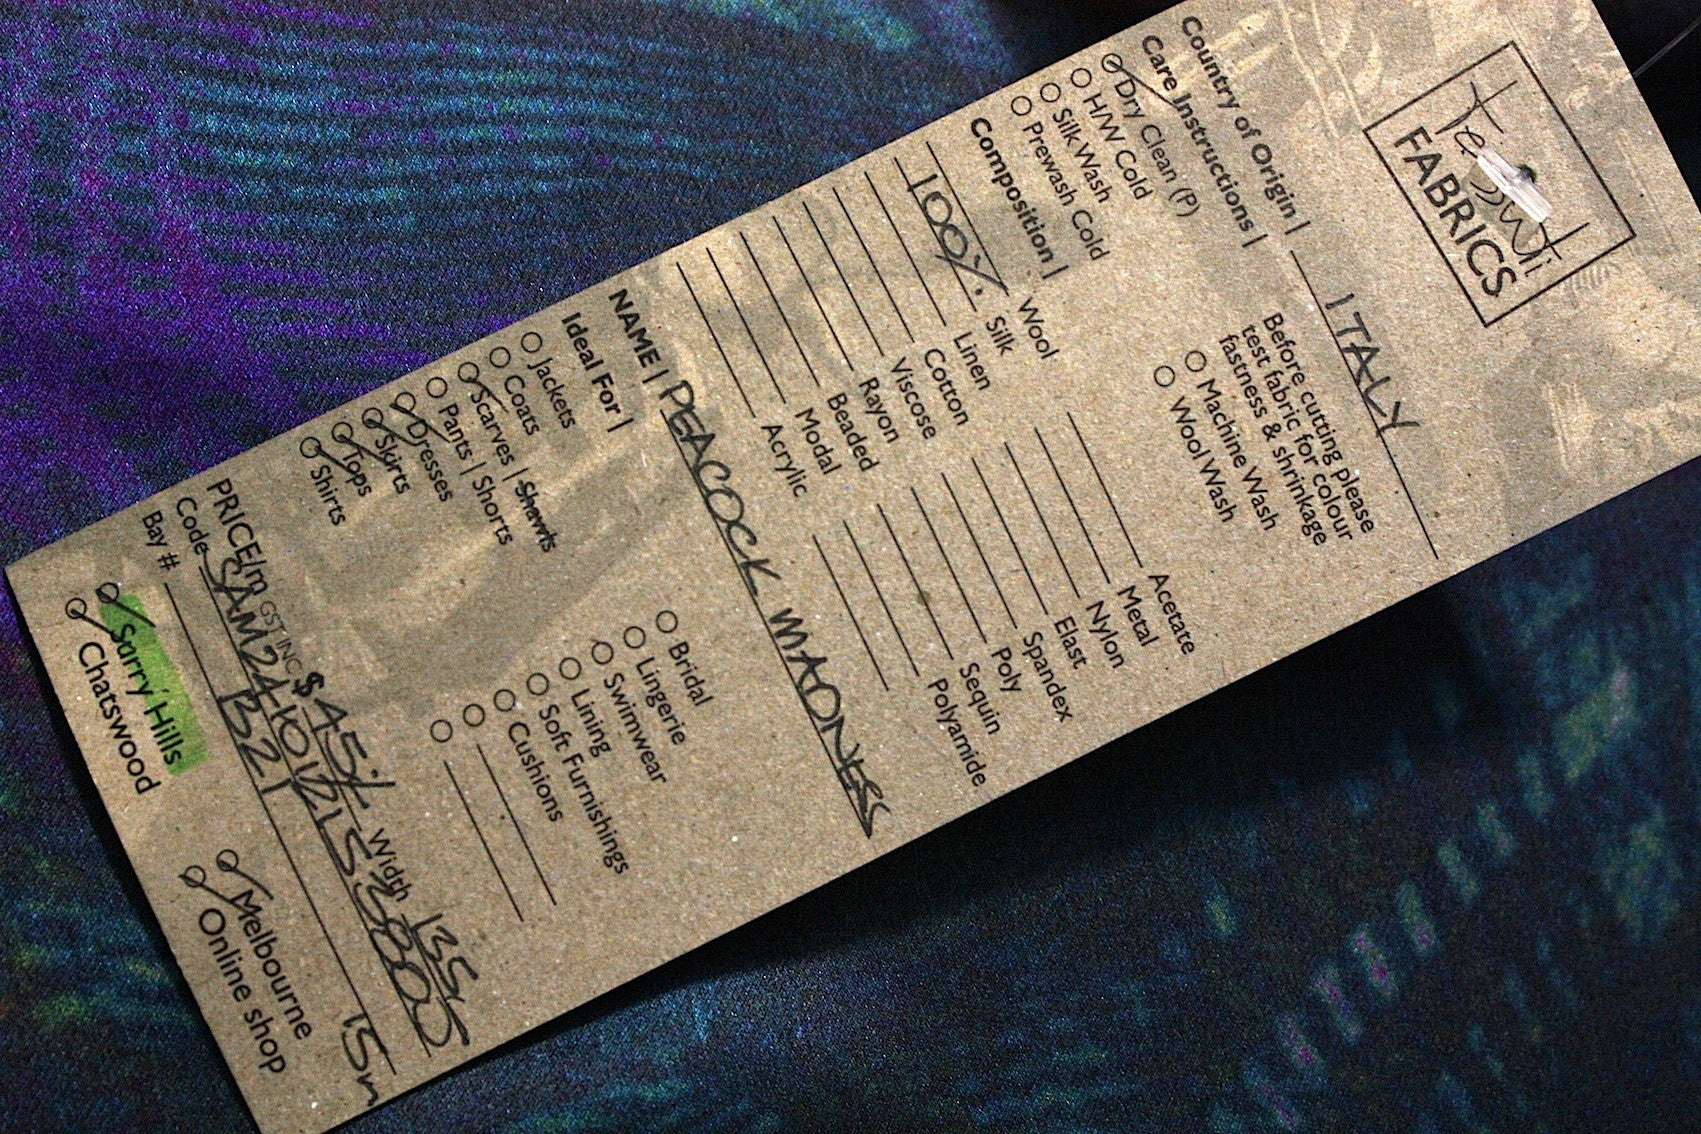 FABRICS
Country of Origin | ITALY
Care Instructions |
Dry Clean (P)
H/W Cold
Silk Wash
Prewash Cold
Before cutting please
test fabric for colour
fastness & shrinkage
Machine Wash
Wool Wash
Composition |
Wool
100% Silk
Linen
Cotton
Viscose
Rayon
Beaded
Modal
Acrylic
Acetate
Metal
Nylon
Elast
Spandex
Poly
Sequin
Polyamide
NAME | PEACOCK MADNESS
Ideal For |
Jackets
Coats
Scarves | Shawls
Pants | Shorts
Dresses
Skirts
Tops
Shirts
Bridal
Lingerie
Swimwear
Lining
Soft Furnishings
Cushions
PRICE/m GST INC $45/- Width 135
Code
Bay # B21 15m
Surry Hills
Chatswood
Melbourne
Online shop